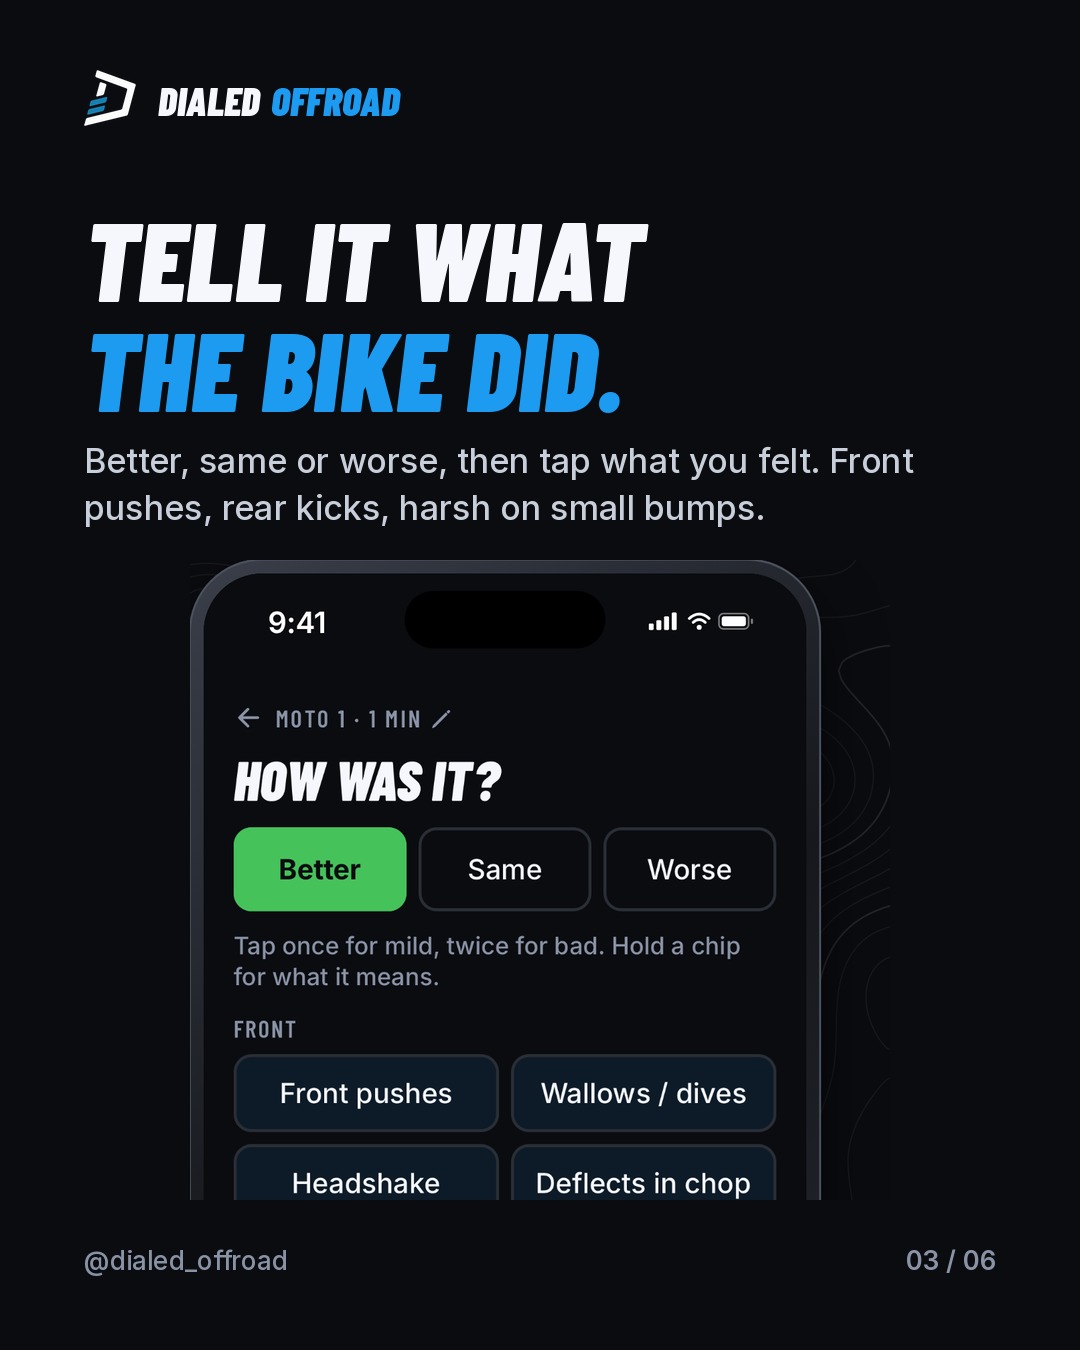 DIALED OFFROAD
TELL IT WHAT
THE BIKE DID.
Better, same or worse, then tap what you felt. Front
pushes, rear kicks, harsh on small bumps.
9:41
MOTO 1 · 1 MIN
HOW WAS IT?
Better Same Worse
Tap once for mild, twice for bad. Hold a chip
for what it means.
FRONT
Front pushes Wallows / dives
Headshake Deflects in chop
@dialed_offroad 03 / 06